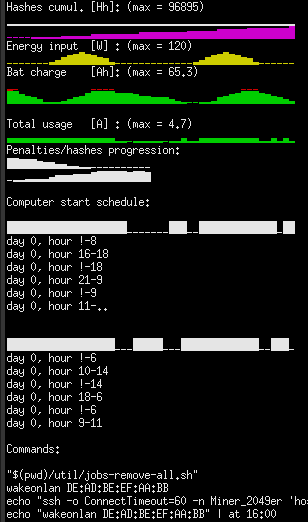 Hashes cumul. [Hh]: (max = 96895)
Energy input  [W] : (max = 120)
Bat charge    [Ah]: (max = 65.3)
Total usage   [A] : (max = 4.7)
Penalties/hashes progression:
Computer start schedule:
day 0, hour !-8
day 0, hour 16-18
day 0, hour !-18
day 0, hour 21-9
day 0, hour !-9
day 0, hour 11-..
day 0, hour !-6
day 0, hour 10-14
day 0, hour !-14
day 0, hour 18-6
day 0, hour !-6
day 0, hour 9-11
Commands:
"$(pwd)/util/jobs-remove-all.sh"
wakeonlan DE:AD:BE:EF:AA:BB
echo "ssh -o ConnectTimeout=60 -n Miner_2049er 'ho
echo "wakeonlan DE:AD:BE:EF:AA:BB" | at 16:00